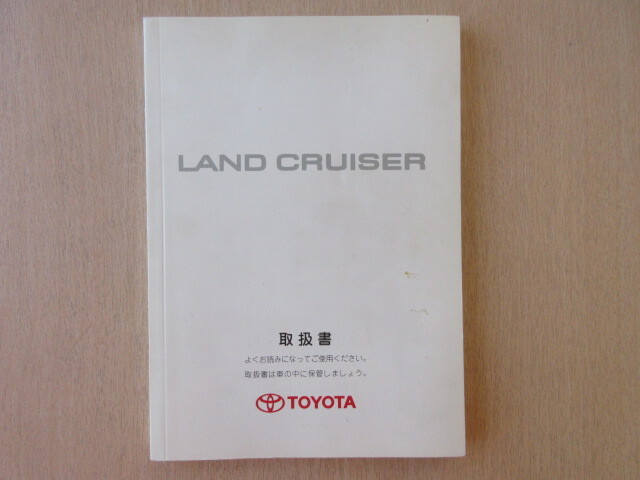 LAND CRUISER
取扱書
よくお読みになってご使用ください。
取扱書は車の中に保管しましょう。
TOYOTA